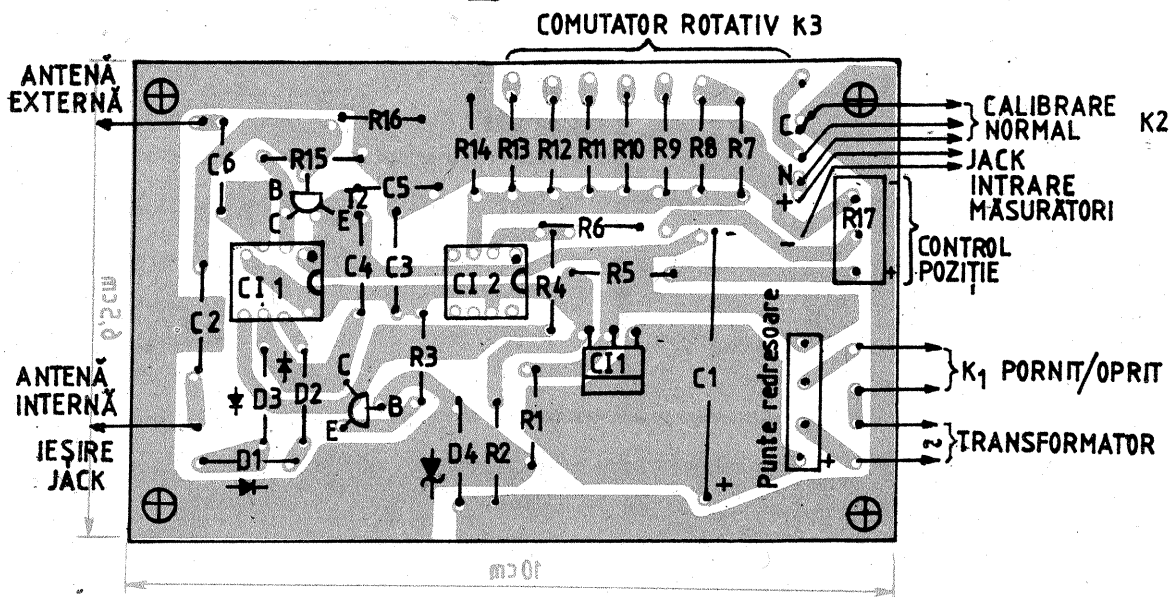 COMUTATOR ROTATIV K3
ANTENĂ
EXTERNĂ
CALIBRARE
NORMAL
K2
JACK
INTRARE
MĂSURĂTORI
CONTROL
POZIȚIE
K1 PORNIT/OPRIT
~
TRANSFORMATOR
ANTENĂ
INTERNĂ
IEȘIRE
JACK
R16
R15
C6
B
C
E
T2
C5
R14 R13 R12 R11 R10 R9 R8 R7
C
N
+
-
R17
-
+
R6
R5
R4
CI 1
C4
C3
CI 2
C2
R3
CI1
C1
-
+
D3
D2
C
B
E
D1
D4
R2
R1
Punte redresoare
+
6,5cm
10 cm